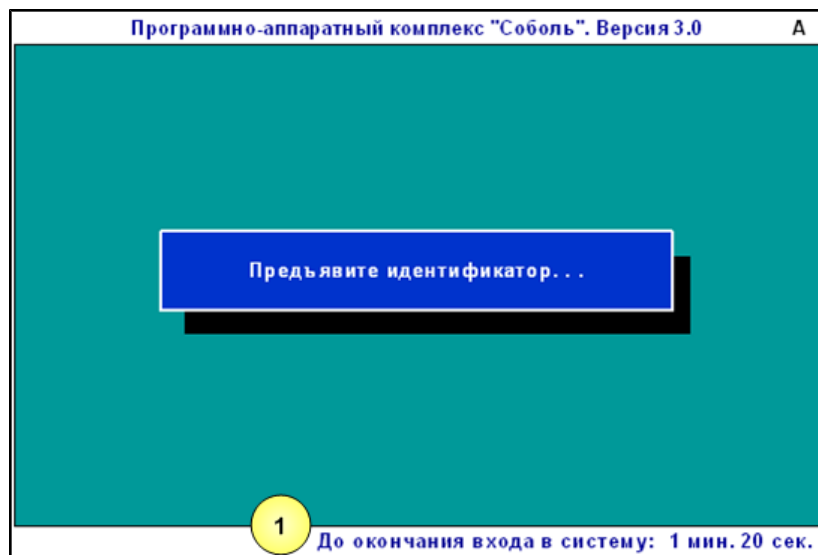 Программно-аппаратный комплекс "Соболь". Версия 3.0 А
Предъявите идентификатор...
1
До окончания входа в систему: 1 мин. 20 сек.